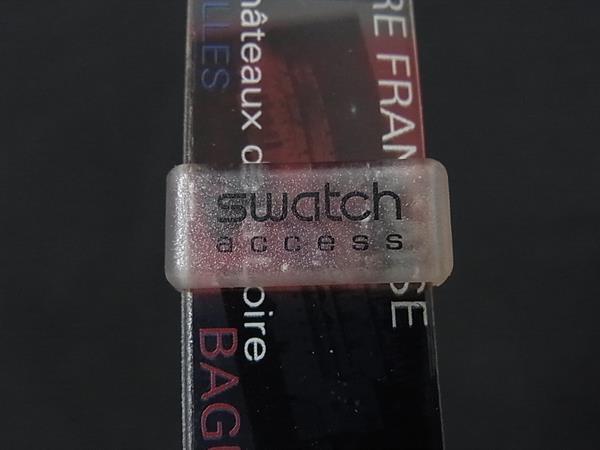 swatch
access
RE FRAN SE
hâteaux d oire
LLES
BAG